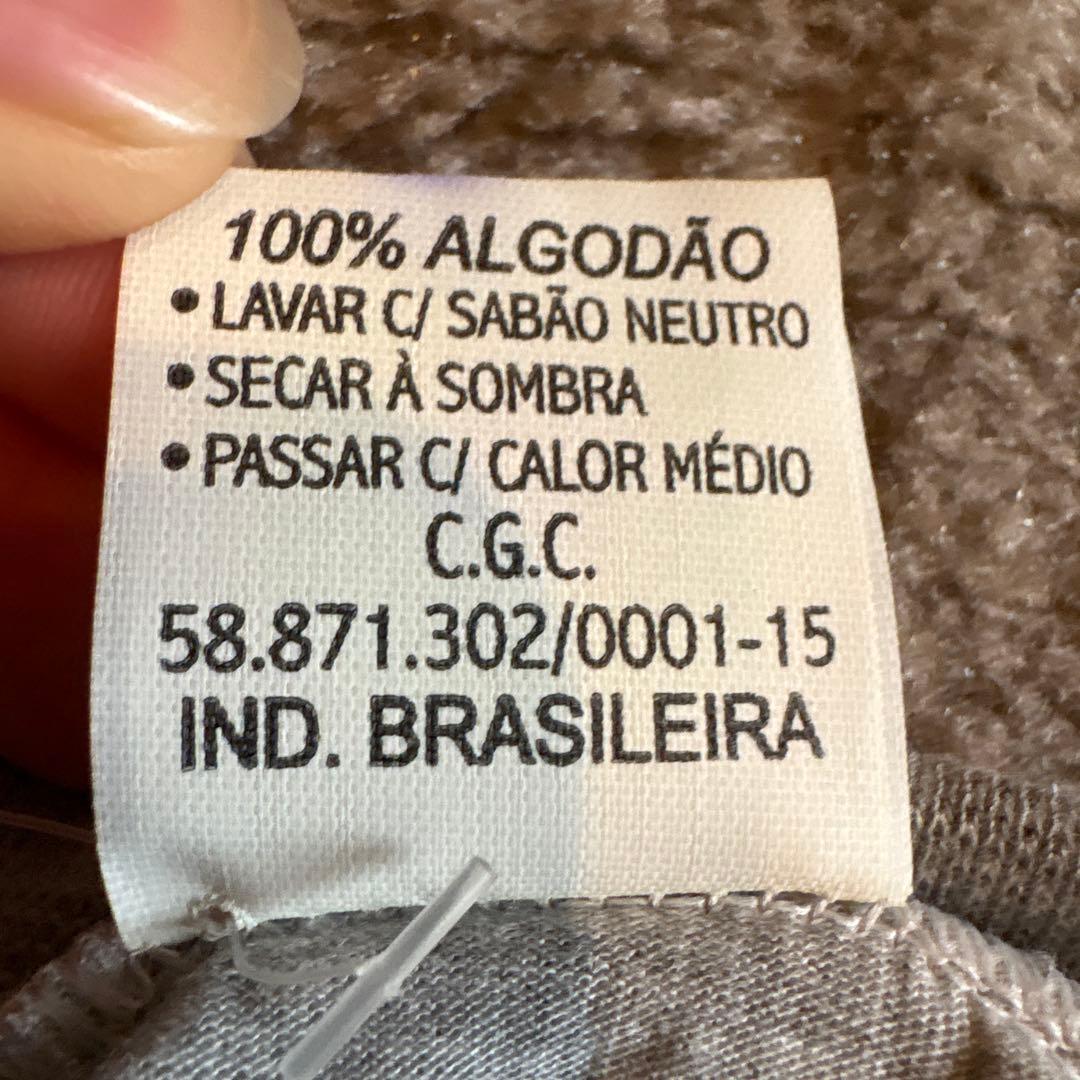 100% ALGODÃO
• LAVAR C/ SABÃO NEUTRO
• SECAR À SOMBRA
• PASSAR C/ CALOR MÉDIO
C.G.C.
58.871.302/0001-15
IND. BRASILEIRA